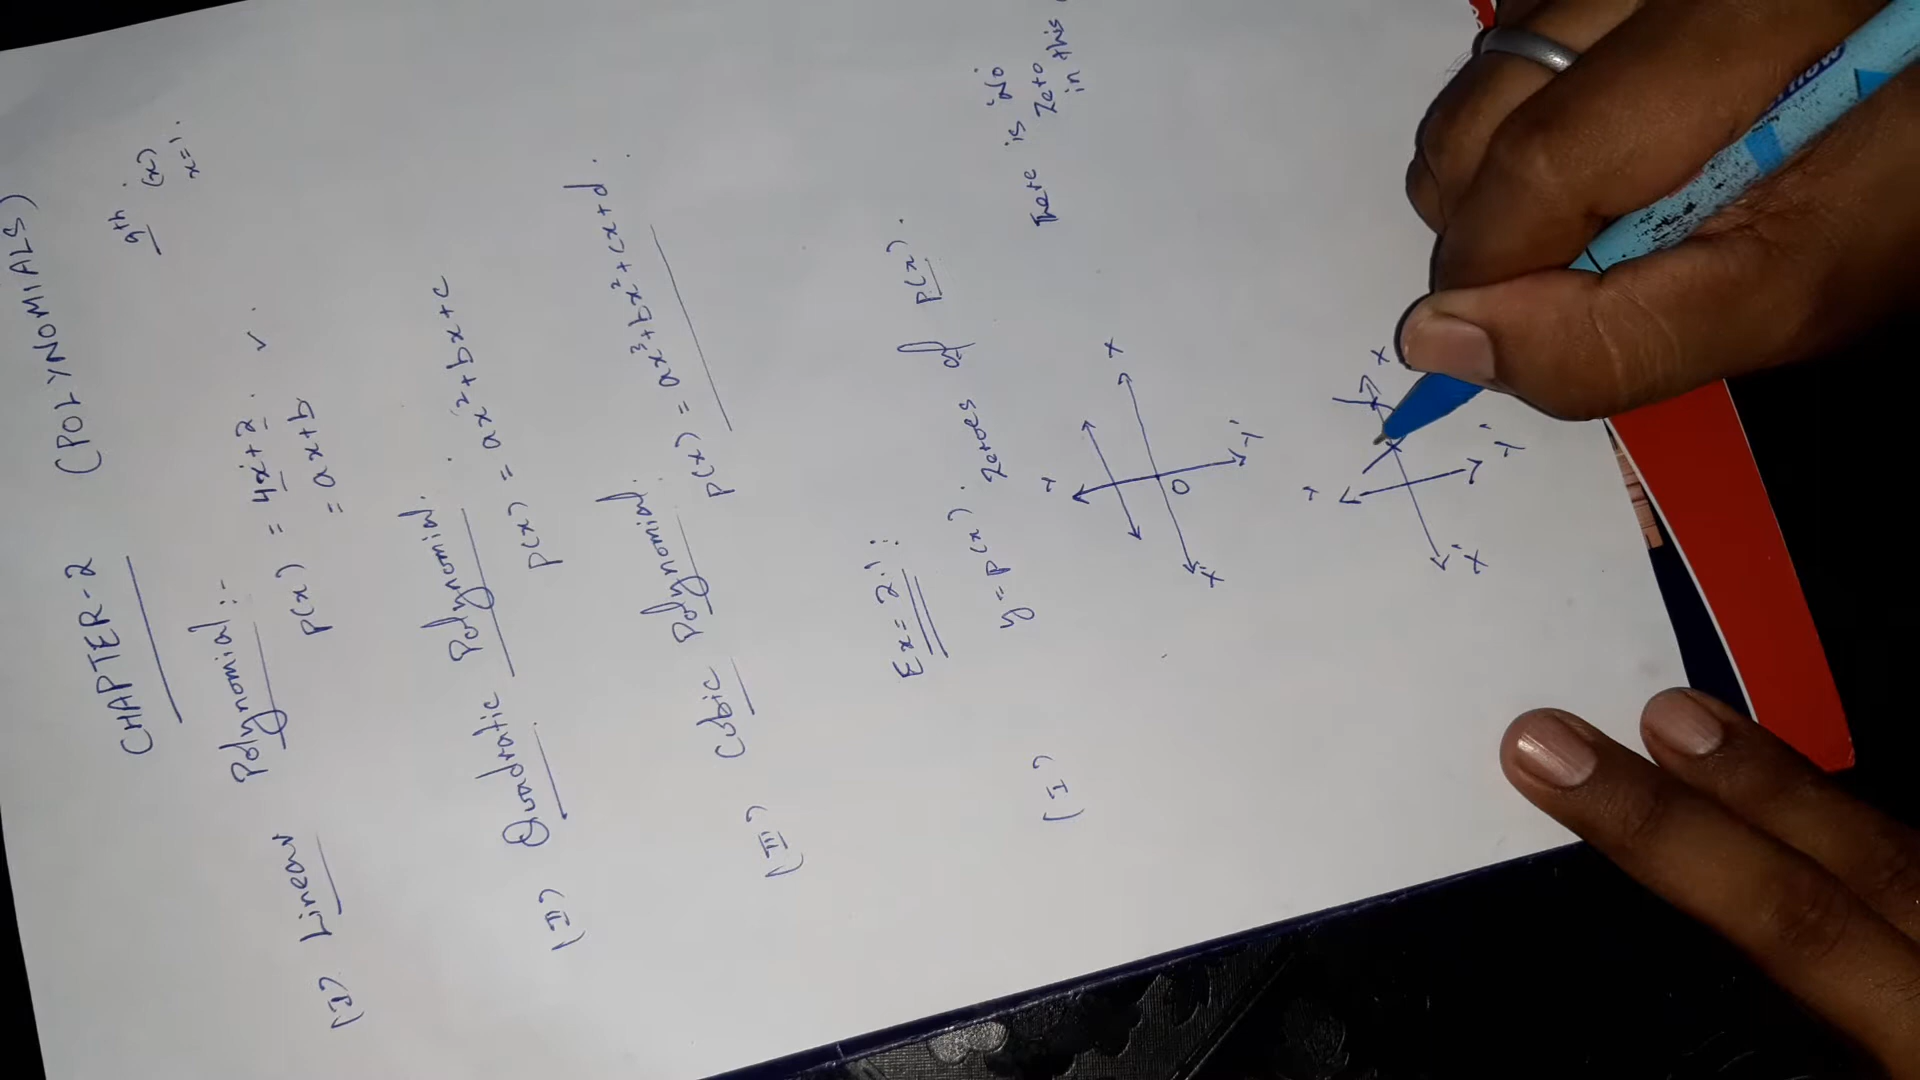 CHAPTER-2 (POLYNOMIALS)
9th
(x)
x=1.
(I) Linear Polynomial :-
P(x) = 4x+2. ✓
= ax+b
(II) Quadratic Polynomial.
P(x) = ax²+bx+c
(III) Cubic Polynomial.
P(x) = ax³+bx²+cx+d.
Ex = 2.1:
y = P(x). Zeroes of P(x).
(I)
There is No
Zero
in this
Y
X
O
X'
Y'
Y
X
X'
Y'